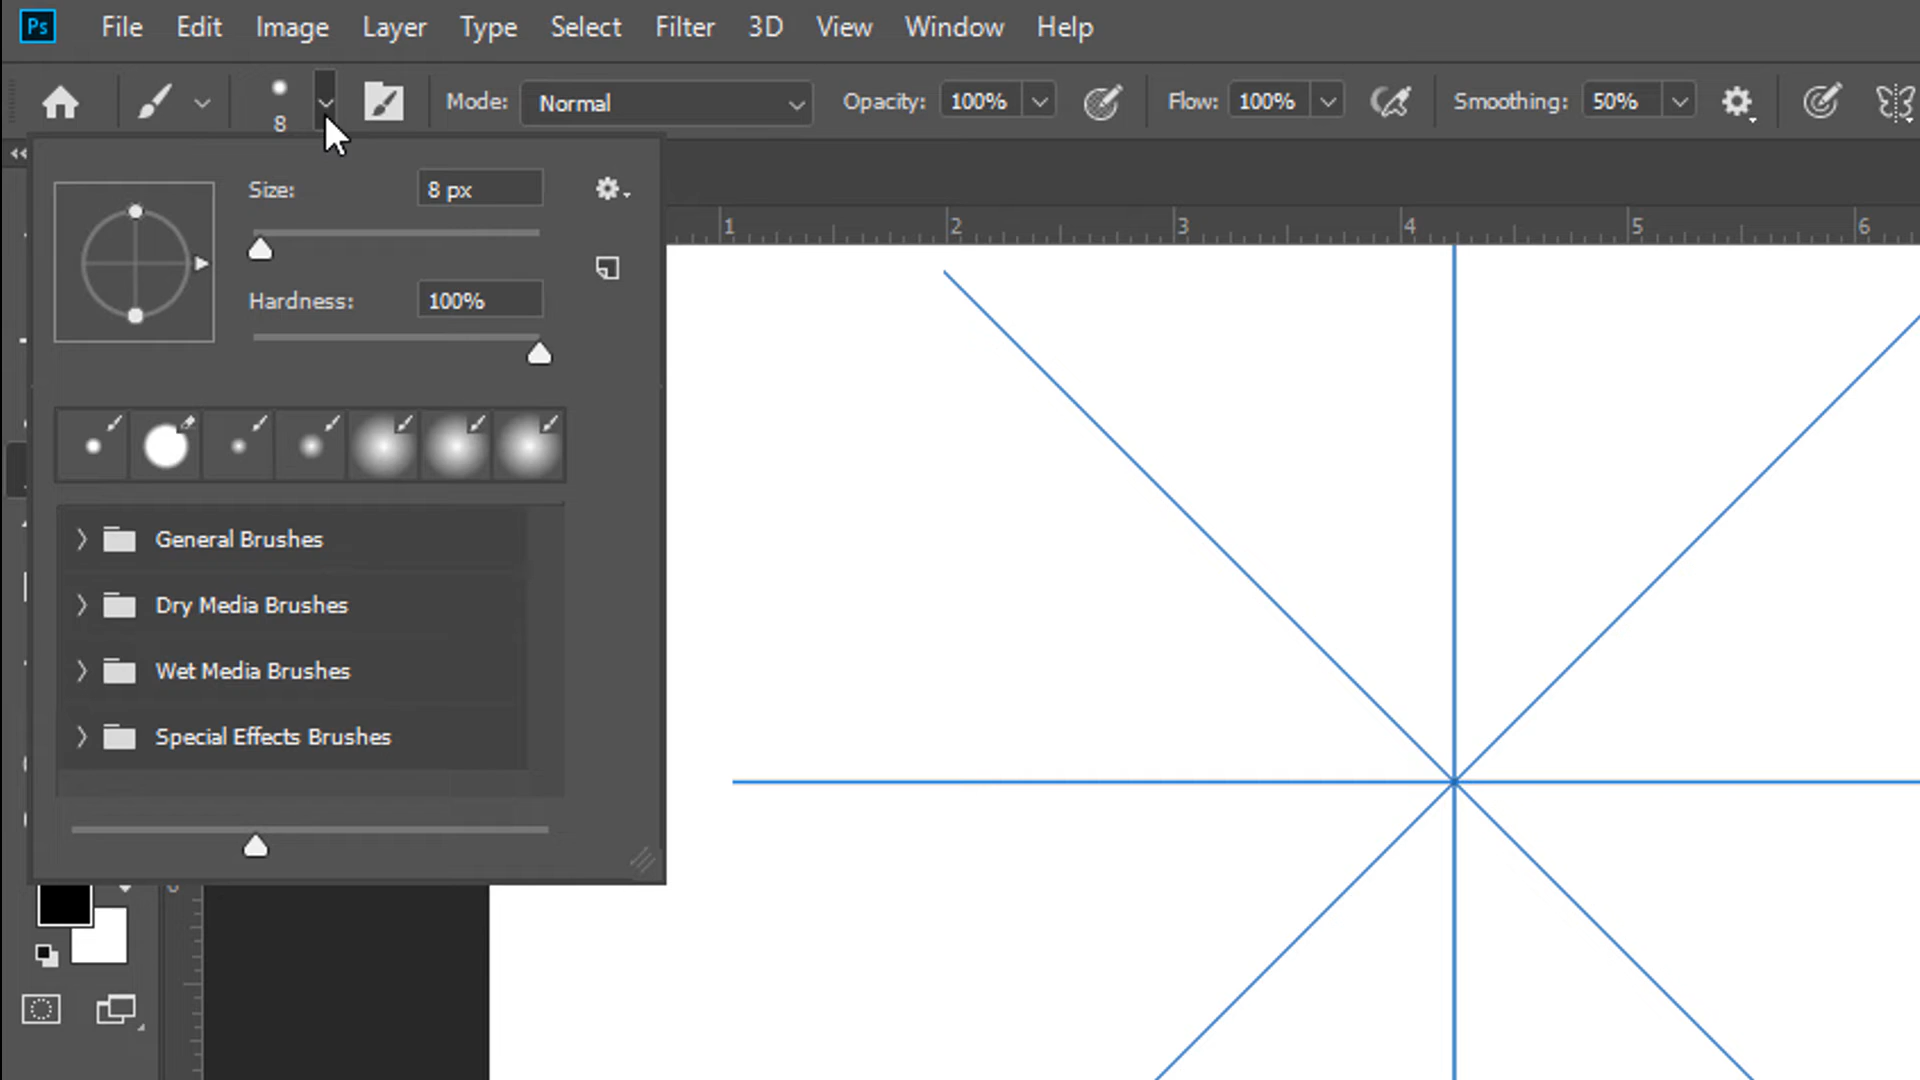 Ps File Edit Image Layer Type Select Filter 3D View Window Help
8 Mode: Normal Opacity: 100% Flow: 100% Smoothing: 50%
Size: 8 px
1 2 3 4 5 6
Hardness: 100%
General Brushes
Dry Media Brushes
Wet Media Brushes
Special Effects Brushes